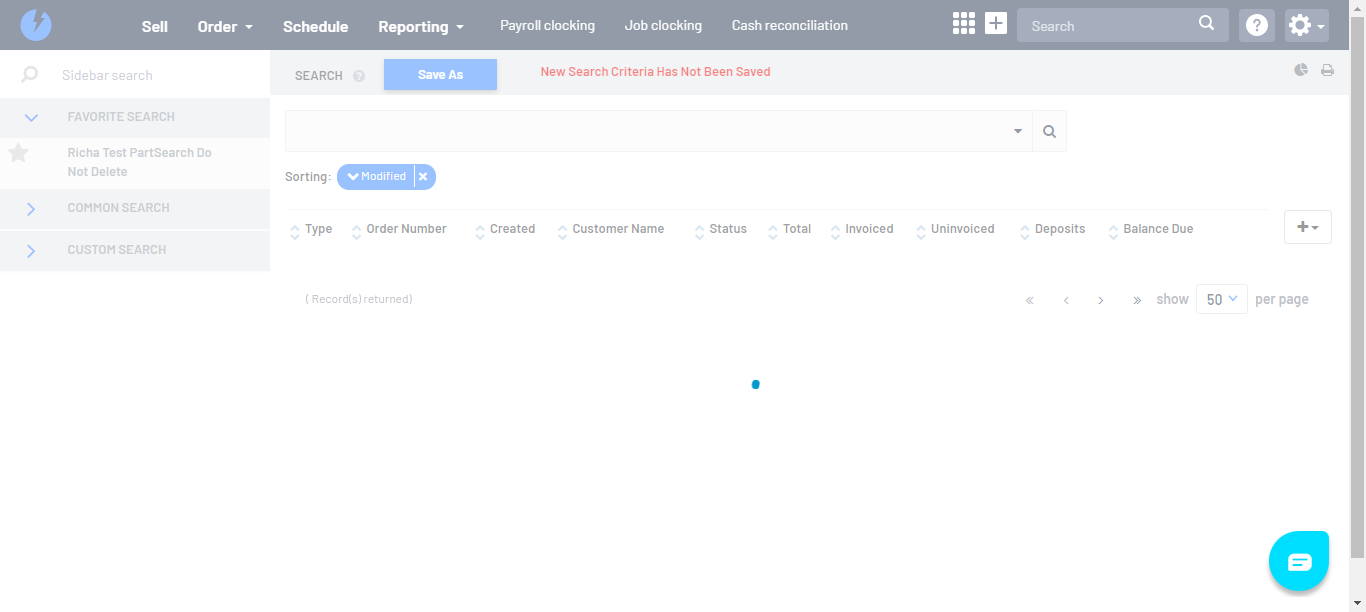 Sell Order Schedule Reporting Payroll clocking Job clocking Cash reconciliation Search
Sidebar search
SEARCH Save As New Search Criteria Has Not Been Saved
FAVORITE SEARCH
Richa Test PartSearch Do
Not Delete
COMMON SEARCH
CUSTOM SEARCH
Sorting: Modified
Type Order Number Created Customer Name Status Total Invoiced Uninvoiced Deposits Balance Due
( Record(s) returned) « ‹ › » show 50 per page